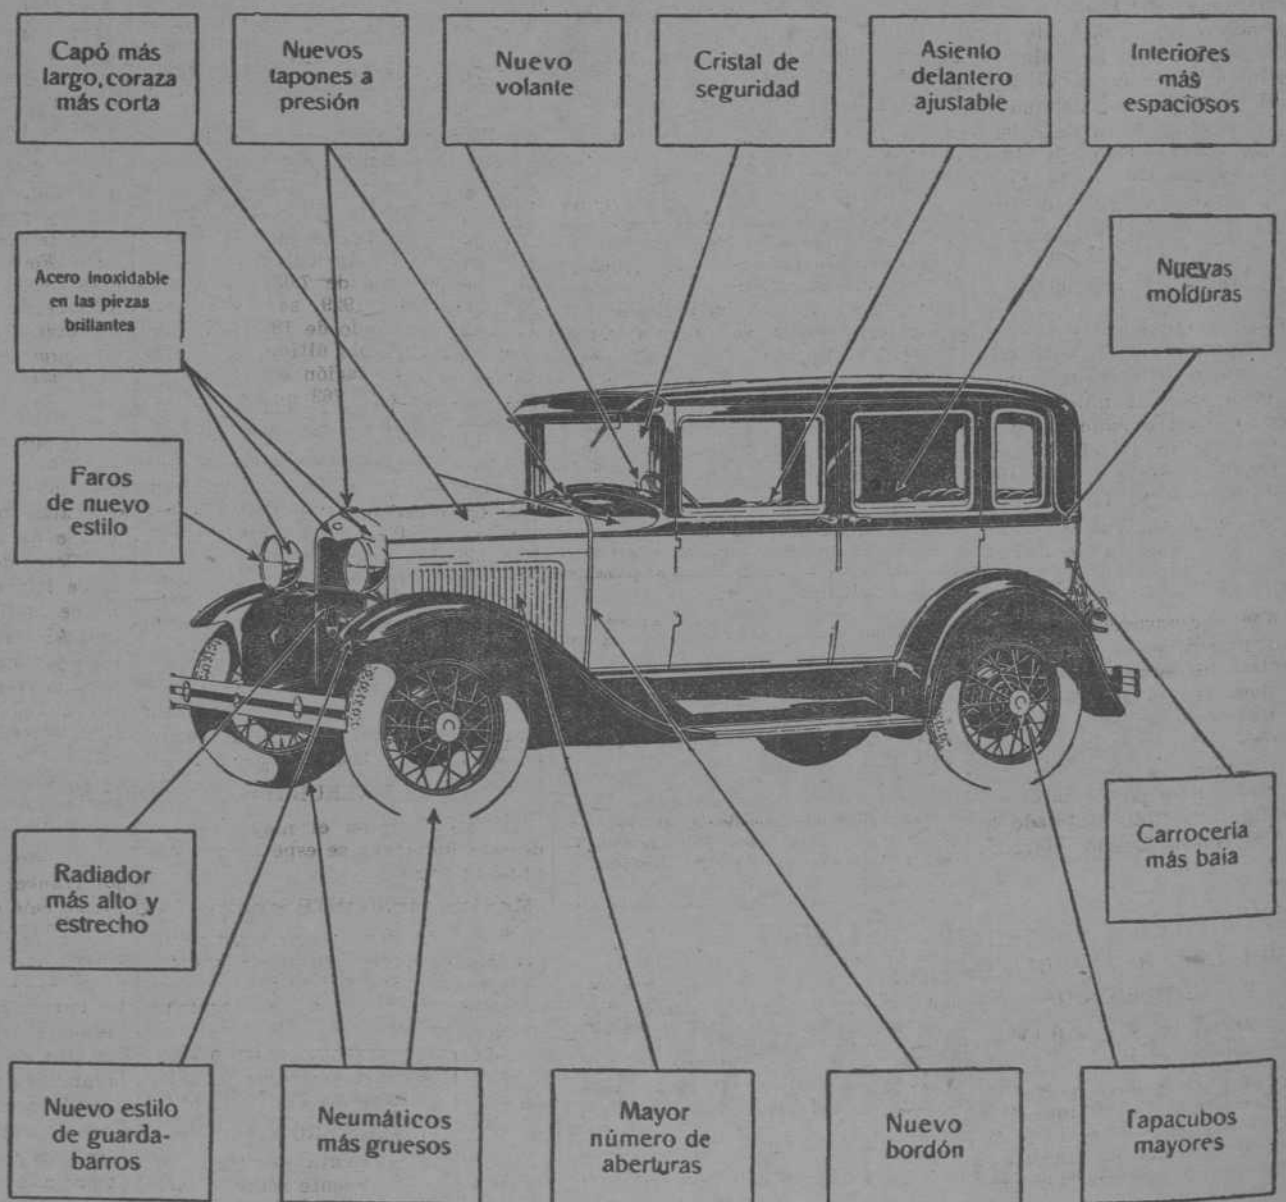 Capó más
largo, coraza
más corta
Nuevos
tapones a
presión
Nuevo
volante
Cristal de
seguridad
Asiento
delantero
ajustable
Interiores
más
espaciosos
Acero inoxidable
en las piezas
brillantes
Nuevas
molduras
Faros
de nuevo
estilo
Radiador
más alto y
estrecho
Carrocería
más baja
Nuevo estilo
de guarda-
barros
Neumáticos
más gruesos
Mayor
número de
aberturas
Nuevo
bordón
Tapacubos
mayores